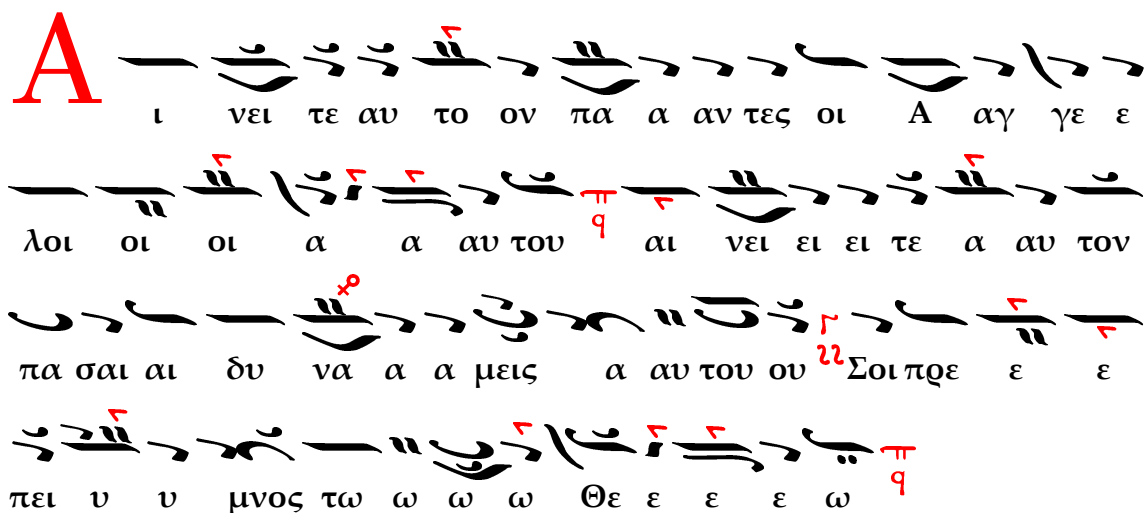 Α ι νει τε αυ το ον πα α αν τες οι Α αγ γε ε
λοι οι οι α α αυ του αι νει ει ει τε α αυ τον
πα σαι αι δυ να α α μεις α αυ του ου Σοι πρε ε ε
πει υ υ μνος τω ω ω ω Θε ε ε ε ω